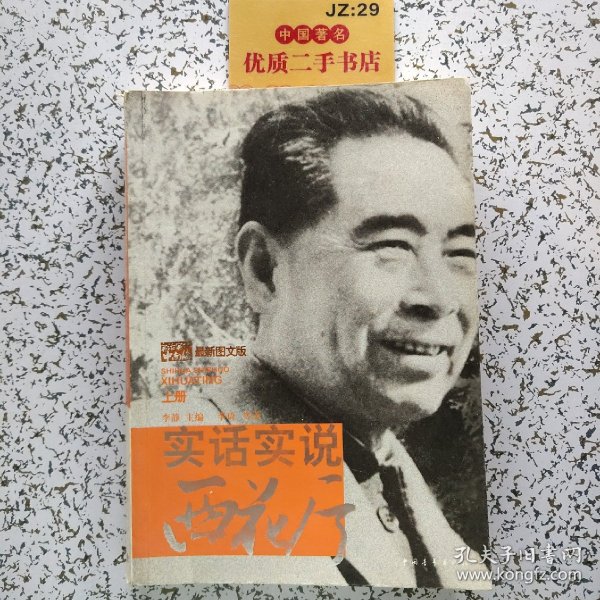 JZ:29
中国著名
优质二手书店
最新图文版
XIHUATING
上册
李静 主编
实话实说
西花厅
孔夫子旧书网
www.kongfz.com